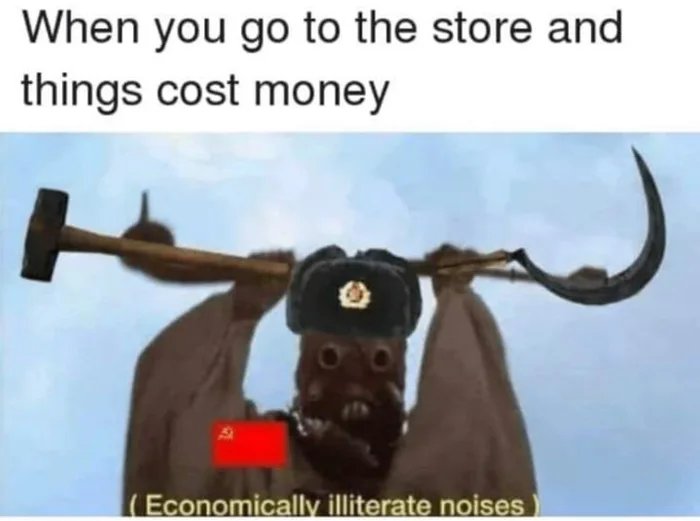 When you go to the store and
things cost money
( Economically illiterate noises )